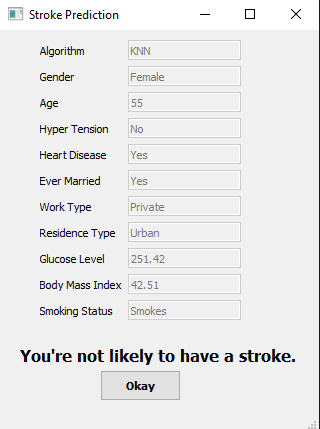 Stroke Prediction
Algorithm KNN
Gender Female
Age 55
Hyper Tension No
Heart Disease Yes
Ever Married Yes
Work Type Private
Residence Type Urban
Glucose Level 251.42
Body Mass Index 42.51
Smoking Status Smokes
You're not likely to have a stroke.
Okay